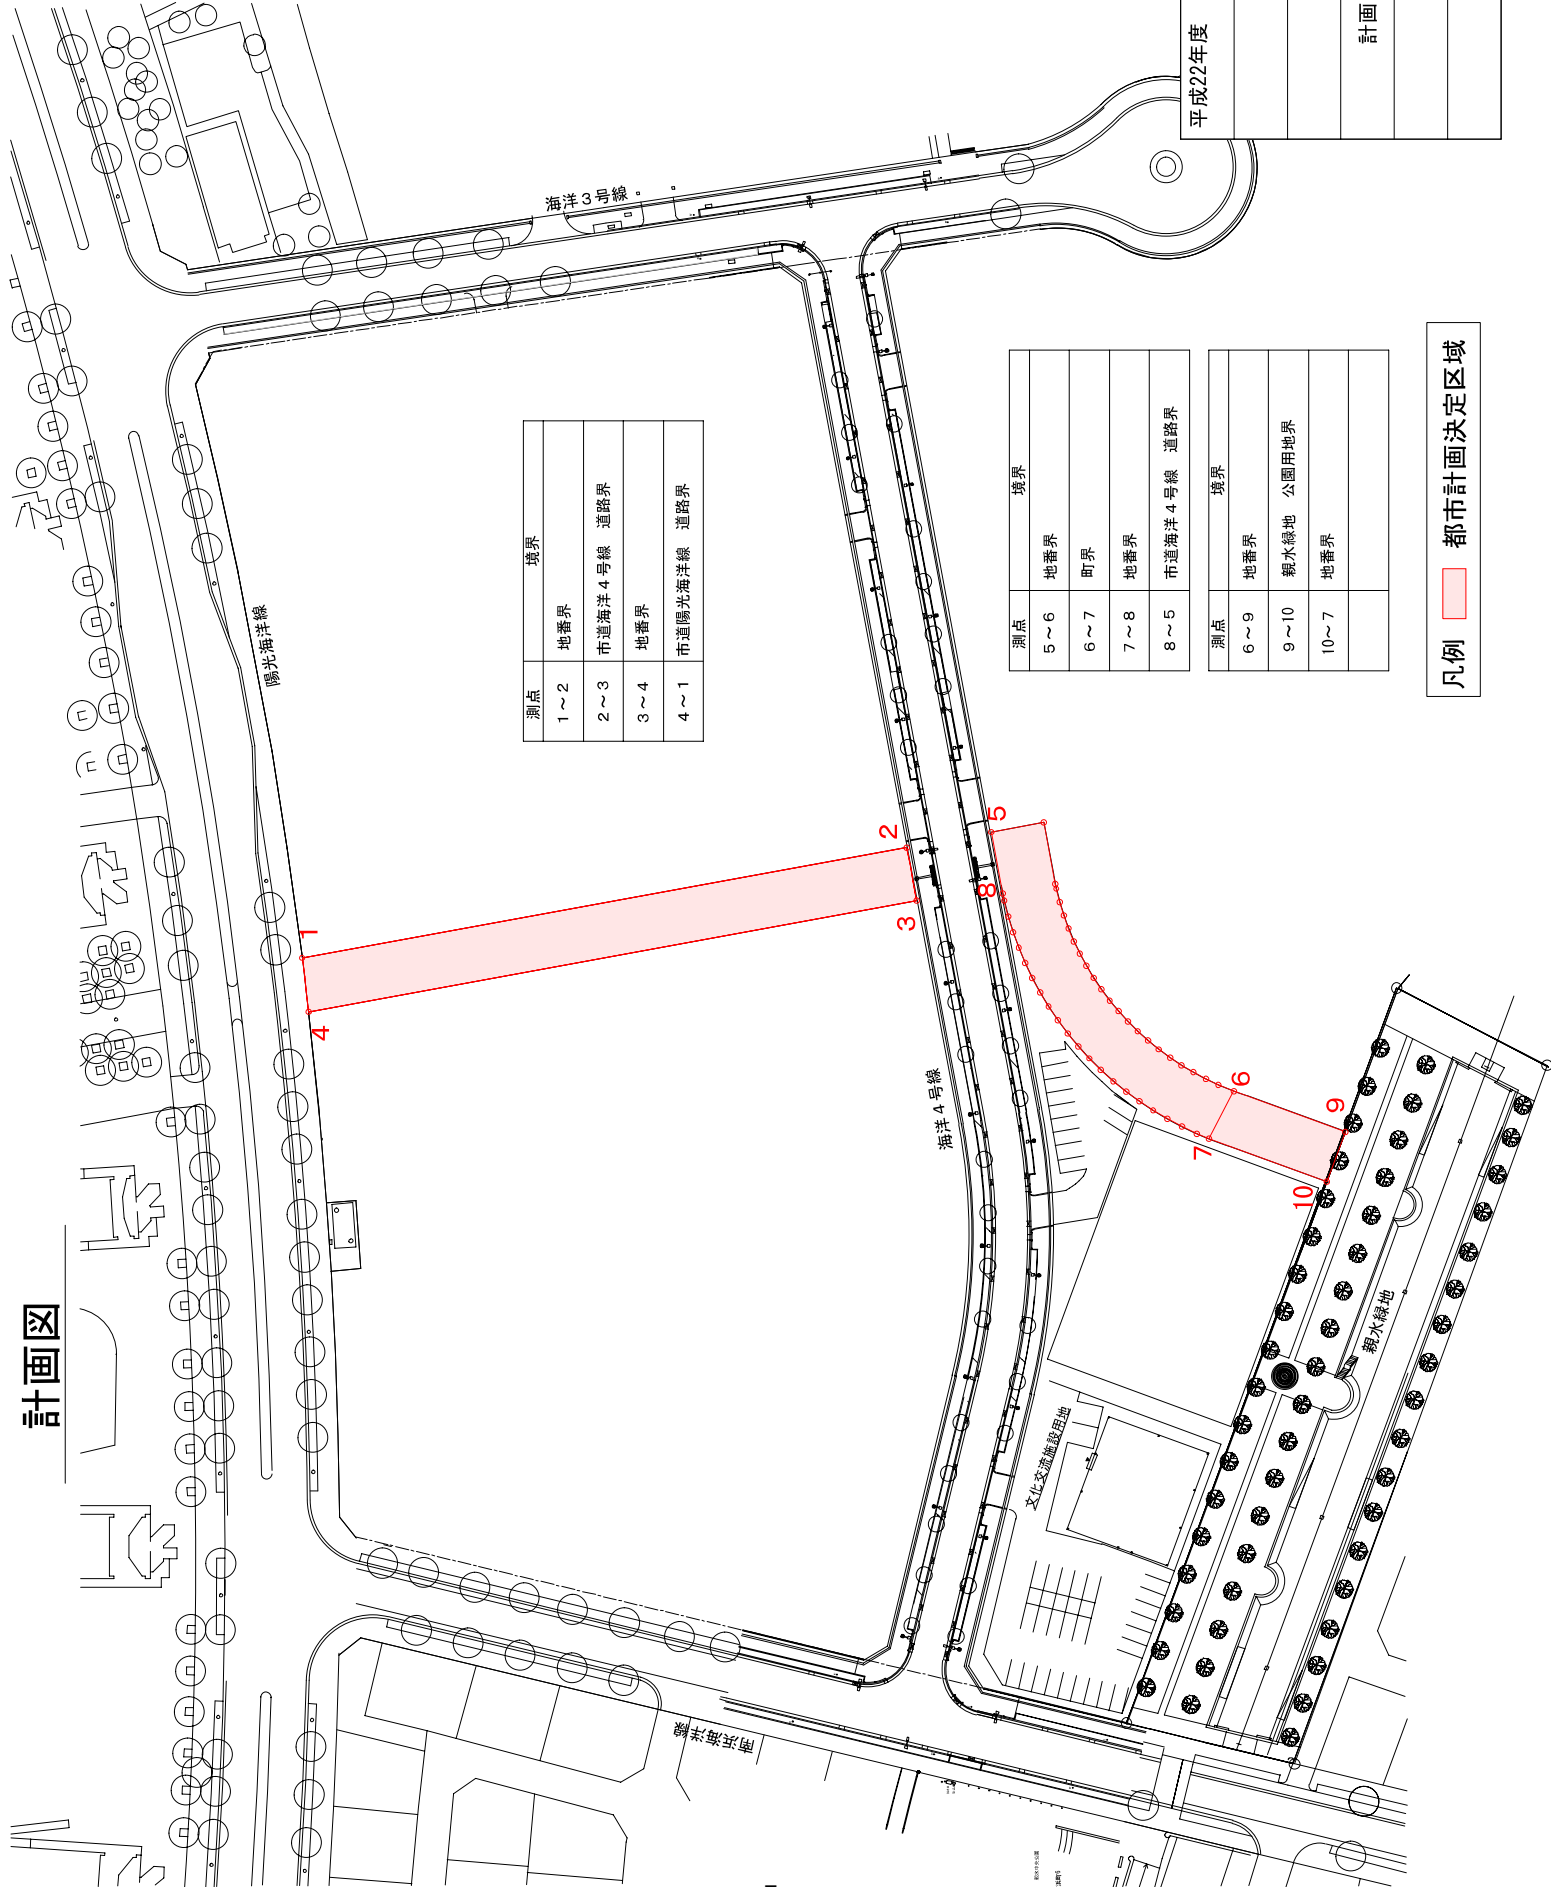 計画図
平成22年度
計画
海洋３号線
陽光海洋線
測点 境界
１～２ 地番界
２～３ 市道海洋４号線 道路界
３～４ 地番界
４～１ 市道陽光海洋線 道路界
測点 境界
５～６ 地番界
６～７ 町界
７～８ 地番界
８～５ 市道海洋４号線 道路界
測点 境界
６～９ 地番界
９～10 親水緑地 公園用地界
10～７ 地番界
凡例 都市計画決定区域
1
2
3
4
5
8
6
7
9
10
海洋４号線
文化交流施設用地
親水緑地
南浜海洋線